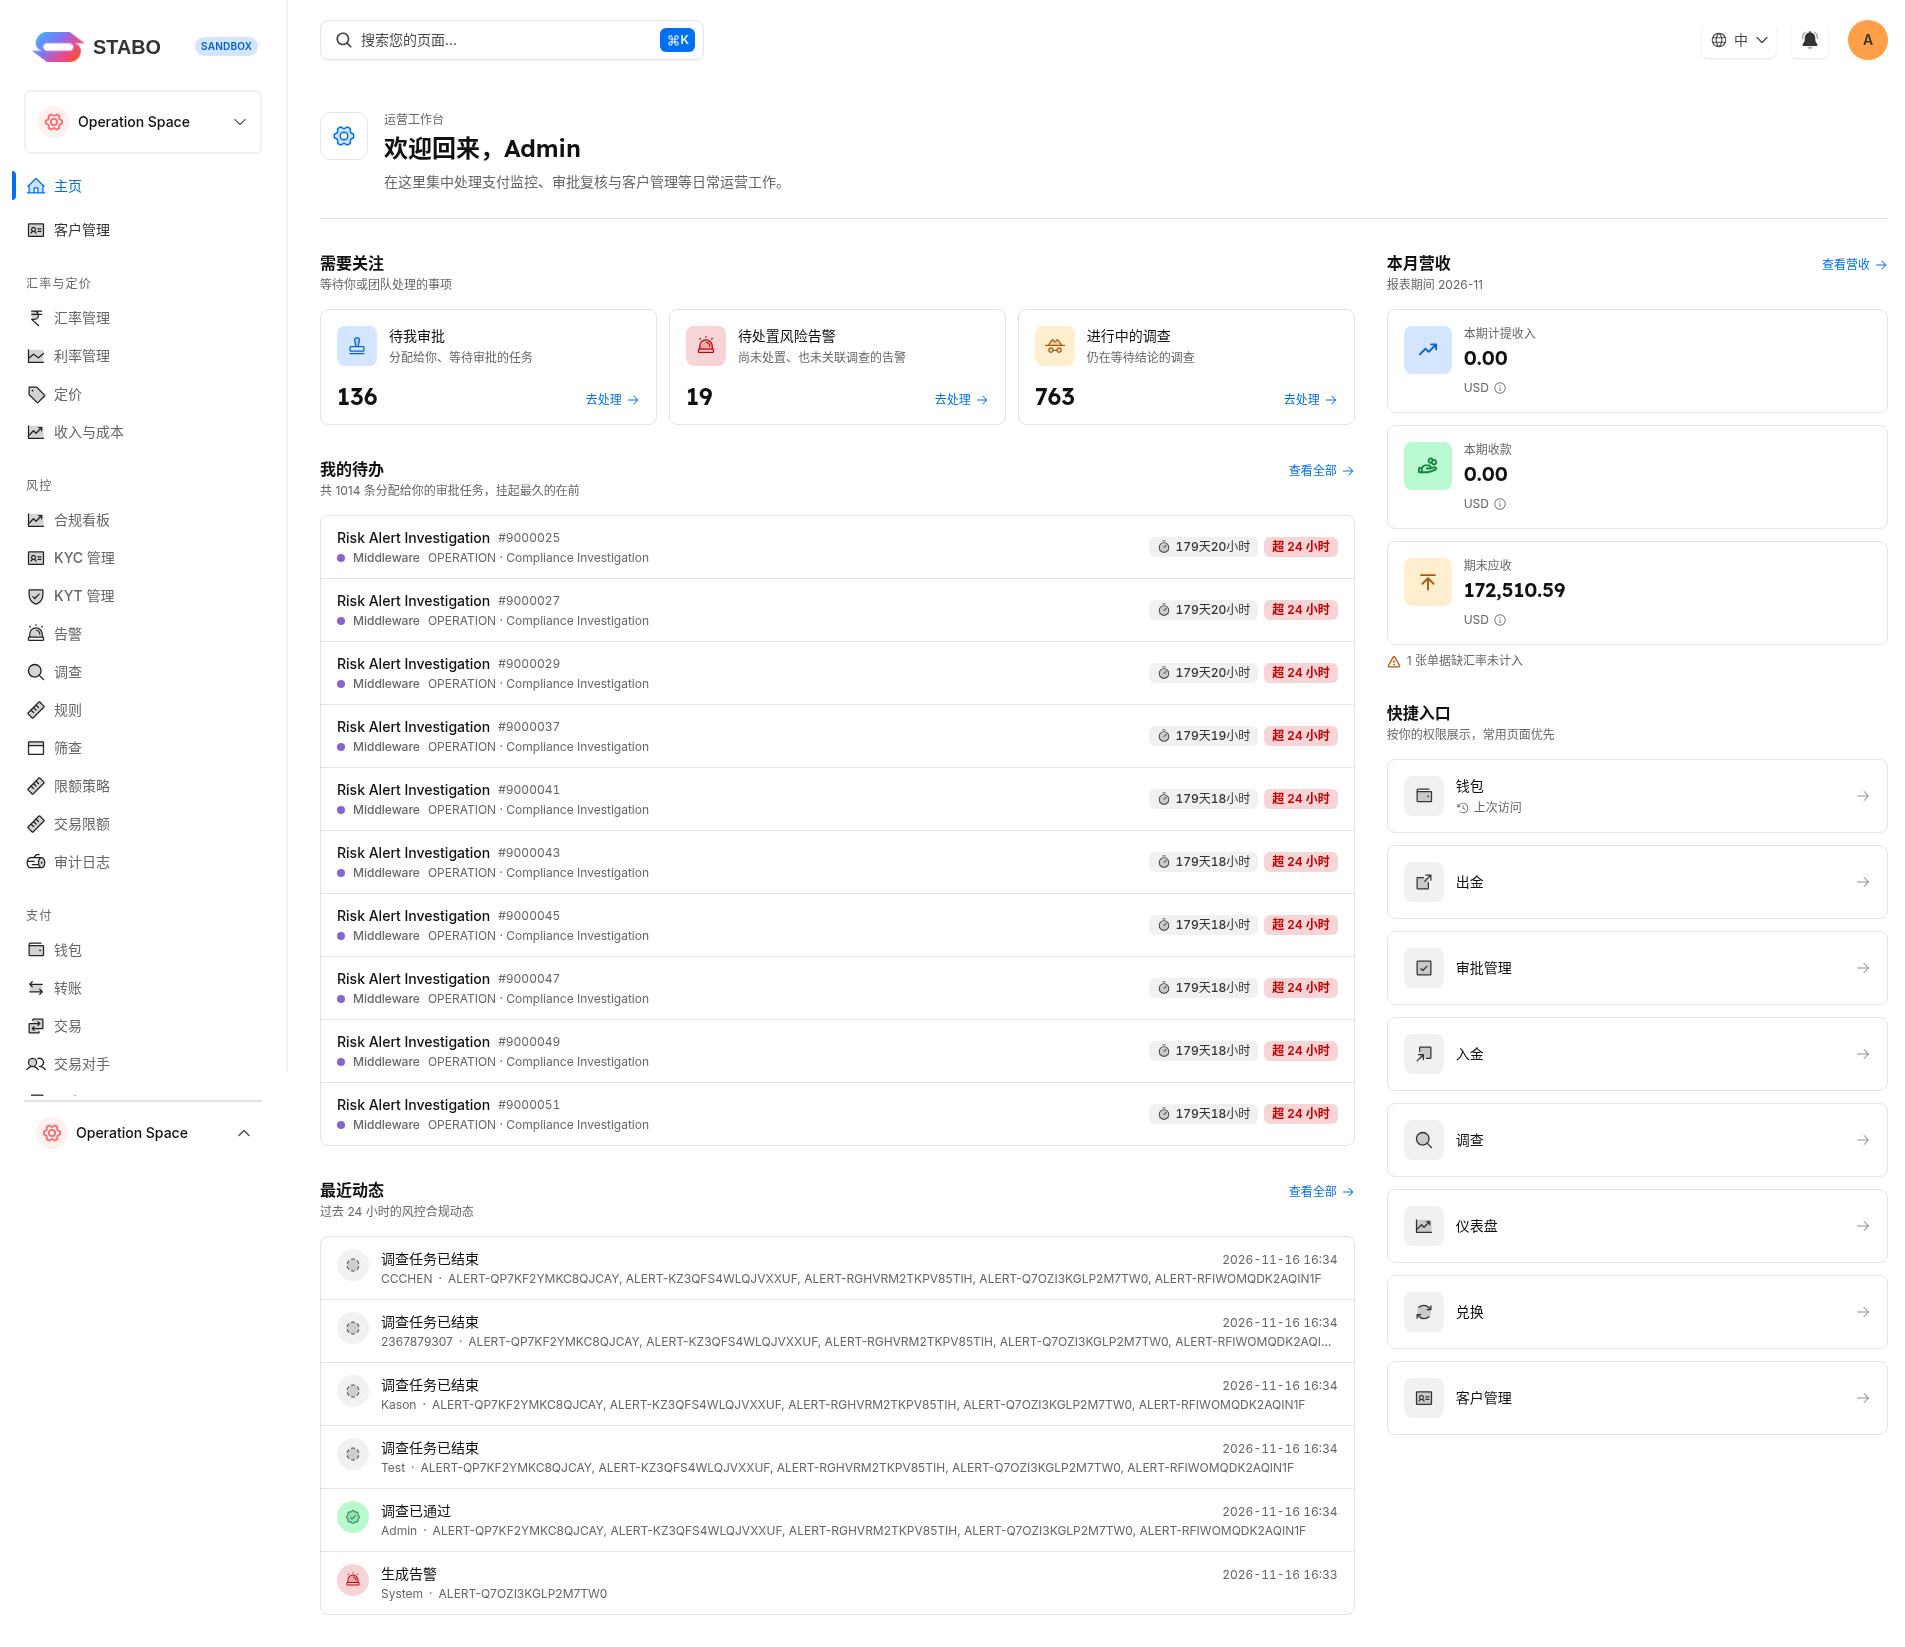 STABO
SANDBOX
Operation Space
主页
客户管理
汇率与定价
汇率管理
利率管理
定价
收入与成本
风控
合规看板
KYC 管理
KYT 管理
告警
调查
规则
筛查
限额策略
交易限额
审计日志
支付
钱包
转账
交易
交易对手
Operation Space
搜索您的页面...
⌘K
中
A
运营工作台
欢迎回来，Admin
在这里集中处理支付监控、审批复核与客户管理等日常运营工作。
需要关注
等待你或团队处理的事项
待我审批
分配给你、等待审批的任务
136
去处理
待处置风险告警
尚未处置、也未关联调查的告警
19
去处理
进行中的调查
仍在等待结论的调查
763
去处理
我的待办
共 1014 条分配给你的审批任务，挂起最久的在前
查看全部
Risk Alert Investigation #9000025
Middleware OPERATION · Compliance Investigation
179天20小时 超 24 小时
Risk Alert Investigation #9000027
Middleware OPERATION · Compliance Investigation
179天20小时 超 24 小时
Risk Alert Investigation #9000029
Middleware OPERATION · Compliance Investigation
179天20小时 超 24 小时
Risk Alert Investigation #9000037
Middleware OPERATION · Compliance Investigation
179天19小时 超 24 小时
Risk Alert Investigation #9000041
Middleware OPERATION · Compliance Investigation
179天18小时 超 24 小时
Risk Alert Investigation #9000043
Middleware OPERATION · Compliance Investigation
179天18小时 超 24 小时
Risk Alert Investigation #9000045
Middleware OPERATION · Compliance Investigation
179天18小时 超 24 小时
Risk Alert Investigation #9000047
Middleware OPERATION · Compliance Investigation
179天18小时 超 24 小时
Risk Alert Investigation #9000049
Middleware OPERATION · Compliance Investigation
179天18小时 超 24 小时
Risk Alert Investigation #9000051
Middleware OPERATION · Compliance Investigation
179天18小时 超 24 小时
最近动态
过去 24 小时的风控合规动态
查看全部
调查任务已结束 2026-11-16 16:34
CCCHEN · ALERT-QP7KF2YMKC8QJCAY, ALERT-KZ3QFS4WLQJVXXUF, ALERT-RGHVRM2TKPV85TIH, ALERT-Q7OZI3KGLP2M7TW0, ALERT-RFIWOMQDK2AQIN1F
调查任务已结束 2026-11-16 16:34
2367879307 · ALERT-QP7KF2YMKC8QJCAY, ALERT-KZ3QFS4WLQJVXXUF, ALERT-RGHVRM2TKPV85TIH, ALERT-Q7OZI3KGLP2M7TW0, ALERT-RFIWOMQDK2AQI...
调查任务已结束 2026-11-16 16:34
Kason · ALERT-QP7KF2YMKC8QJCAY, ALERT-KZ3QFS4WLQJVXXUF, ALERT-RGHVRM2TKPV85TIH, ALERT-Q7OZI3KGLP2M7TW0, ALERT-RFIWOMQDK2AQIN1F
调查任务已结束 2026-11-16 16:34
Test · ALERT-QP7KF2YMKC8QJCAY, ALERT-KZ3QFS4WLQJVXXUF, ALERT-RGHVRM2TKPV85TIH, ALERT-Q7OZI3KGLP2M7TW0, ALERT-RFIWOMQDK2AQIN1F
调查已通过 2026-11-16 16:34
Admin · ALERT-QP7KF2YMKC8QJCAY, ALERT-KZ3QFS4WLQJVXXUF, ALERT-RGHVRM2TKPV85TIH, ALERT-Q7OZI3KGLP2M7TW0, ALERT-RFIWOMQDK2AQIN1F
生成告警 2026-11-16 16:33
System · ALERT-Q7OZI3KGLP2M7TW0
本月营收
报表期间 2026-11
查看营收
本期计提收入
0.00
USD
本期收款
0.00
USD
期末应收
172,510.59
USD
1 张单据缺汇率未计入
快捷入口
按你的权限展示，常用页面优先
钱包
上次访问
出金
审批管理
入金
调查
仪表盘
兑换
客户管理